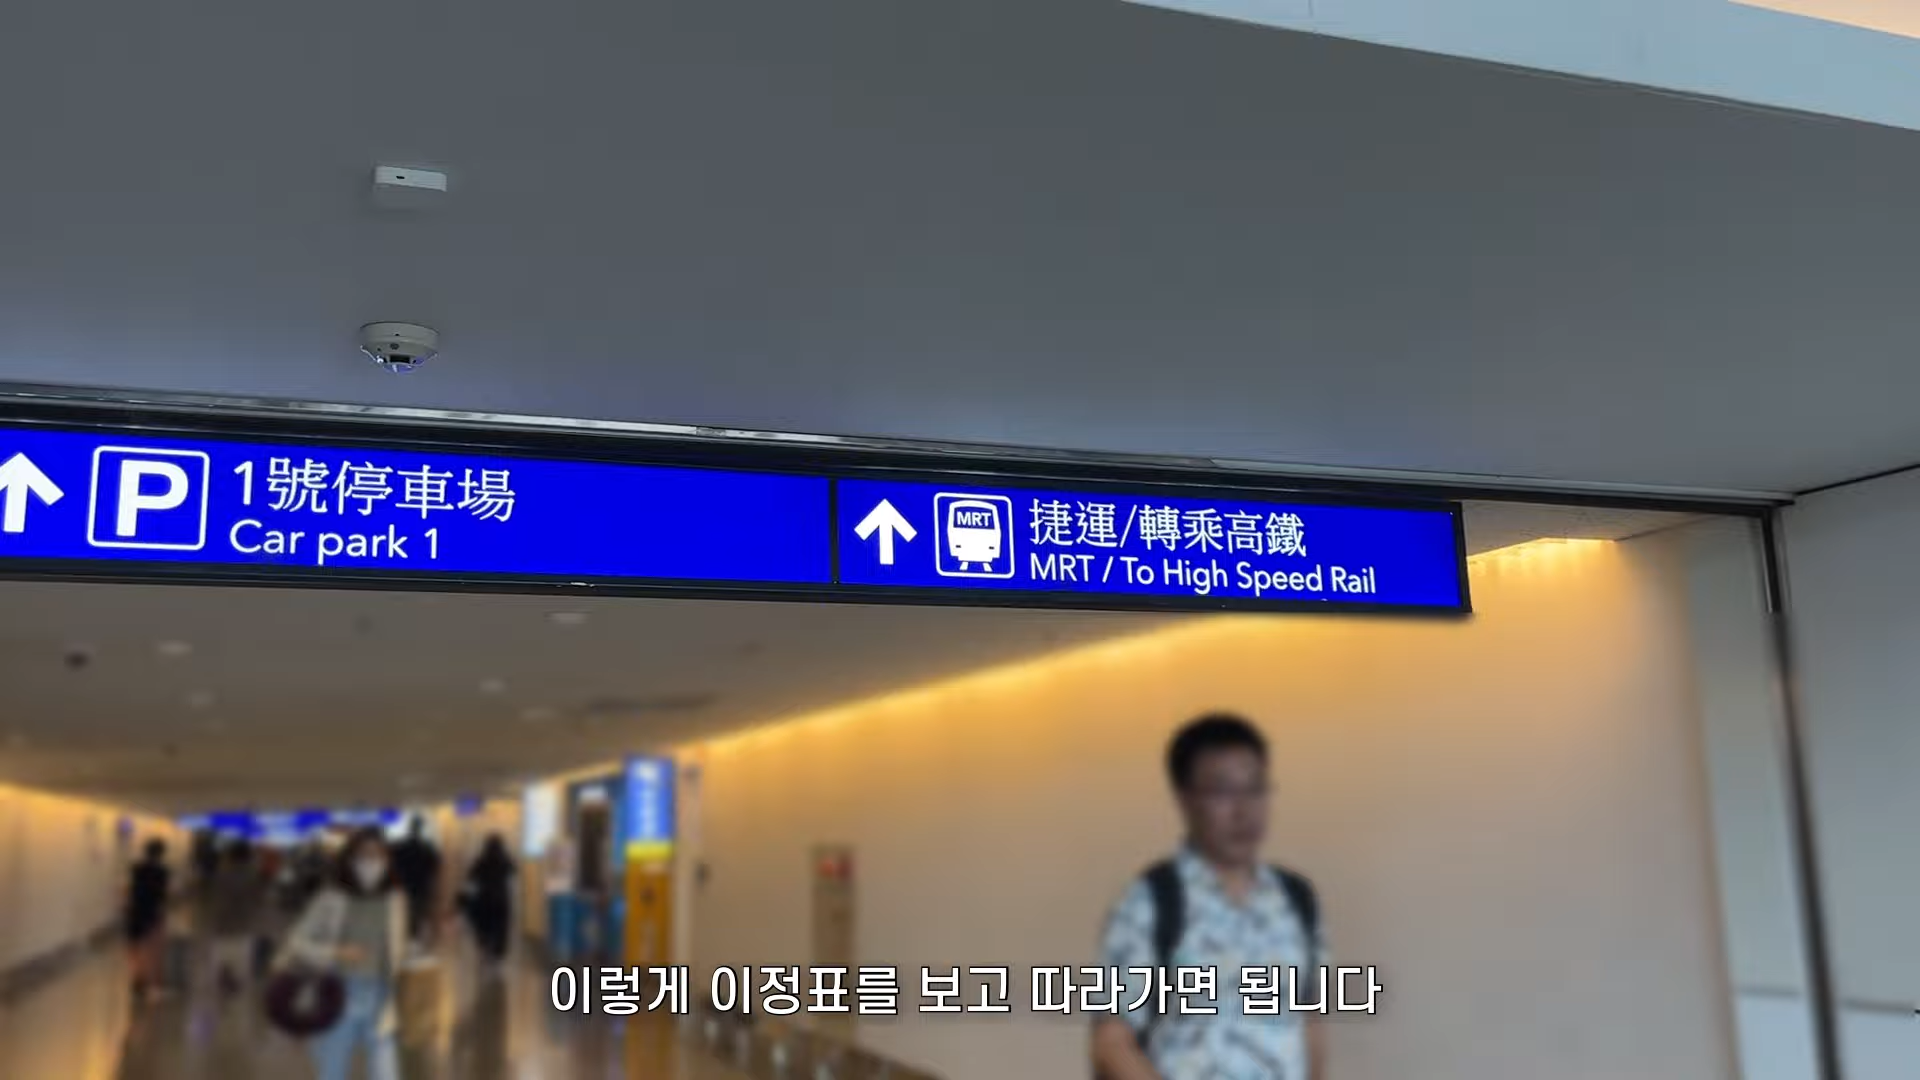 P
1號停車場
Car park 1
MRT
捷運/轉乘高鐵
MRT / To High Speed Rail
이렇게 이정표를 보고 따라가면 됩니다